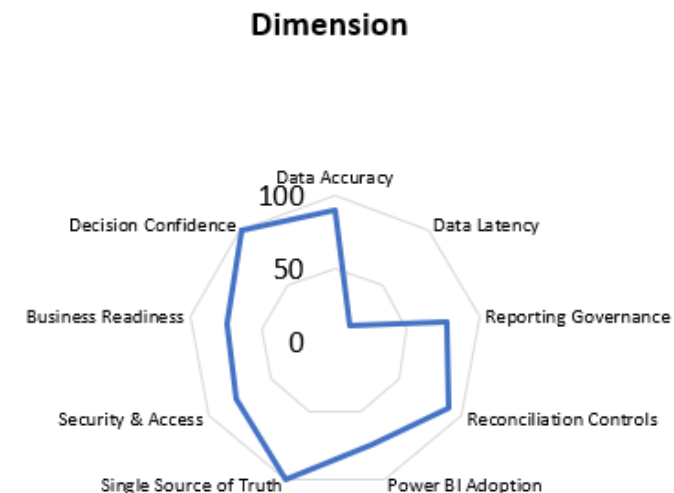 Dimension
Data Accuracy
100
Decision Confidence
Data Latency
50
Business Readiness
Reporting Governance
0
Security & Access
Reconciliation Controls
Single Source of Truth
Power BI Adoption